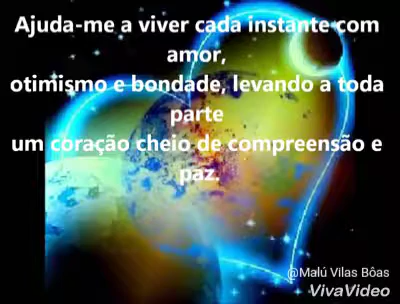 Ajuda-me a viver cada instante com
amor,
otimismo e bondade, levando a toda
parte
um coração cheio de compreensão e
paz.
@Malú Vilas Bôas
VivaVideo